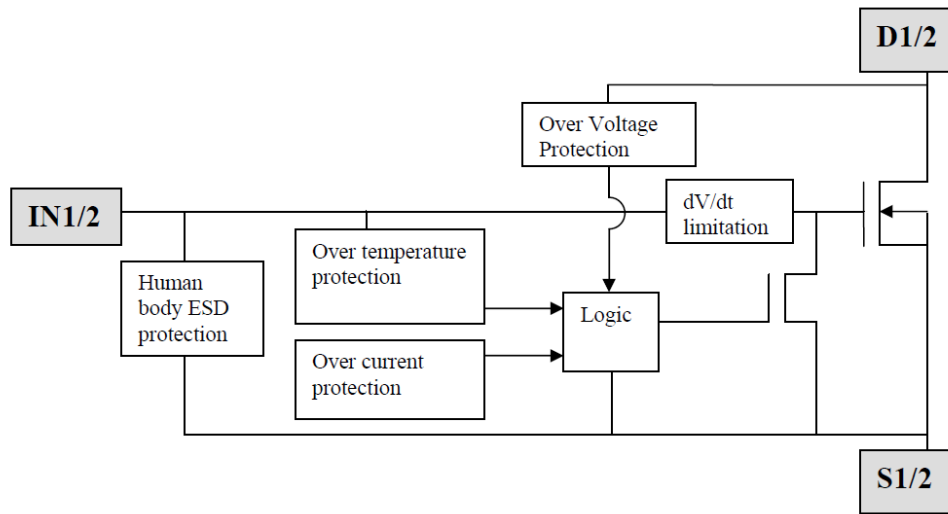 D1/2
Over Voltage
Protection
IN1/2
dV/dt
limitation
Over temperature
protection
Human
body ESD
protection
Logic
Over current
protection
S1/2